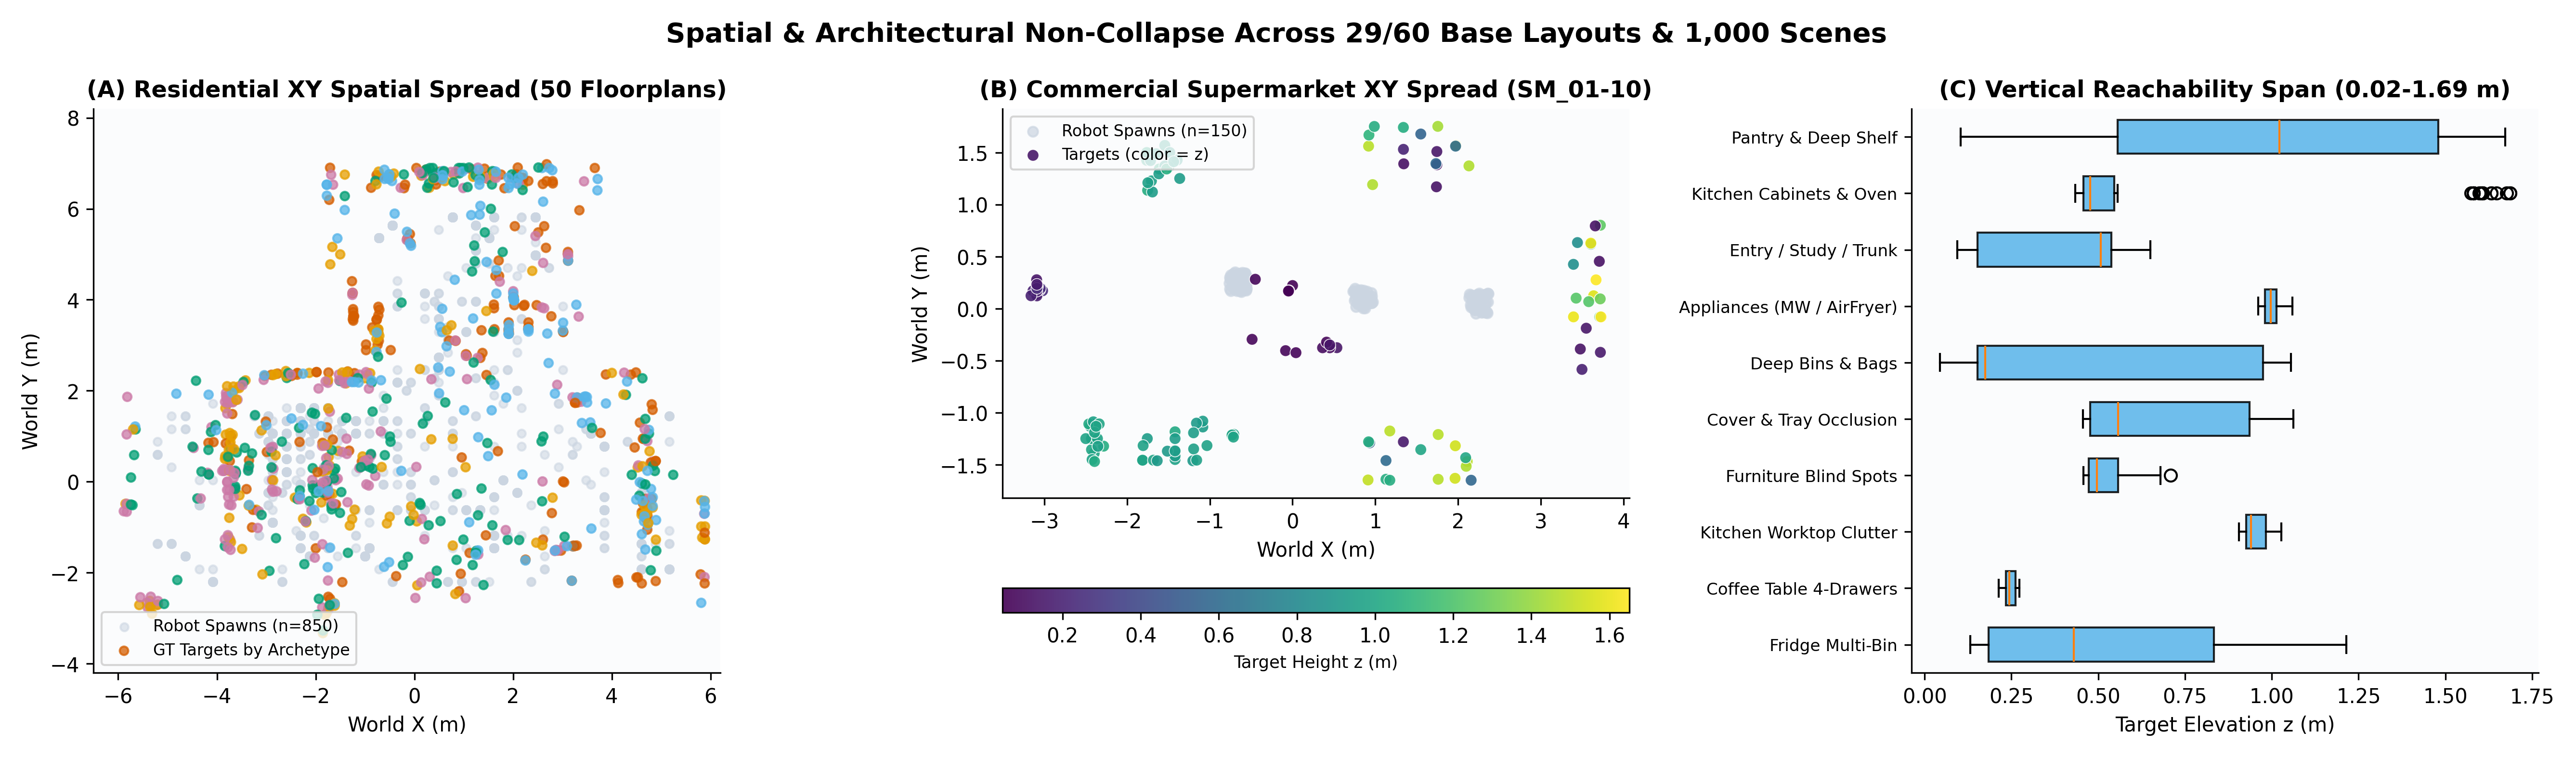 Spatial & Architectural Non-Collapse Across 29/60 Base Layouts & 1,000 Scenes
(A) Residential XY Spatial Spread (50 Floorplans)
World Y (m)
8
6
4
2
0
−2
−4
Robot Spawns (n=850)
GT Targets by Archetype
−6 −4 −2 0 2 4 6
World X (m)
(B) Commercial Supermarket XY Spread (SM_01-10)
Robot Spawns (n=150)
Targets (color = z)
World Y (m)
1.5
1.0
0.5
0.0
−0.5
−1.0
−1.5
−3 −2 −1 0 1 2 3 4
World X (m)
0.2 0.4 0.6 0.8 1.0 1.2 1.4 1.6
Target Height z (m)
(C) Vertical Reachability Span (0.02-1.69 m)
Pantry & Deep Shelf
Kitchen Cabinets & Oven
Entry / Study / Trunk
Appliances (MW / AirFryer)
Deep Bins & Bags
Cover & Tray Occlusion
Furniture Blind Spots
Kitchen Worktop Clutter
Coffee Table 4-Drawers
Fridge Multi-Bin
0.00 0.25 0.50 0.75 1.00 1.25 1.50 1.75
Target Elevation z (m)